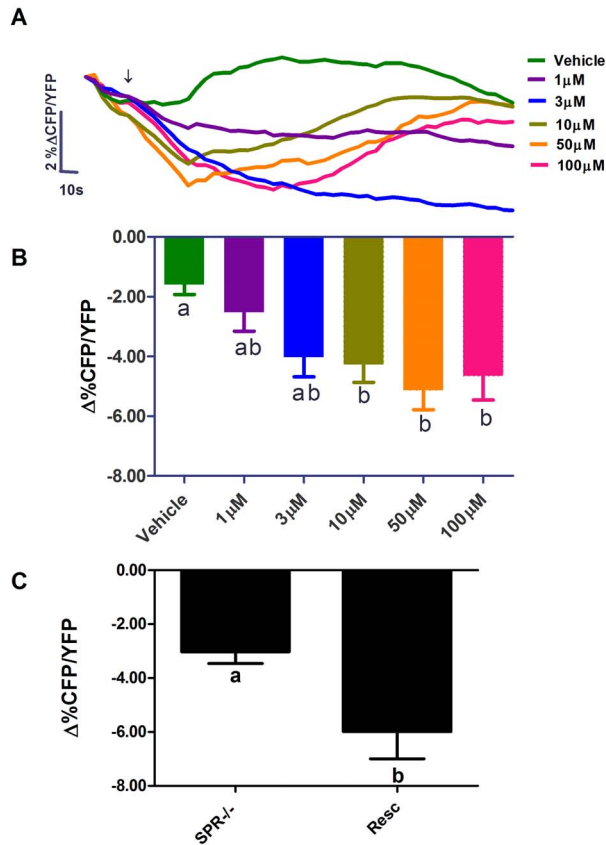 A
↓
2 % ΔCFP/YFP
10s
Vehicle
1µM
3µM
10µM
50µM
100µM
B
Δ%CFP/YFP
0.00
-2.00
-4.00
-6.00
-8.00
a
ab
ab
b
b
b
Vehicle
1µM
3µM
10µM
50µM
100µM
C
Δ%CFP/YFP
0.00
-2.00
-4.00
-6.00
-8.00
a
b
SPR-/-
Resc